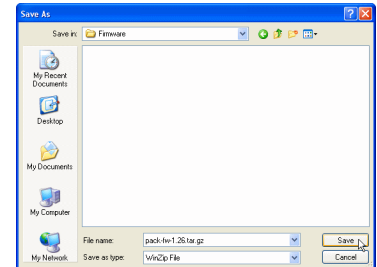 Save As
Save in:
Firmware
My Recent
Documents
Desktop
My Documents
My Computer
My Network
File name:
pack-fw-1.26.tar.gz
Save
Save as type:
WinZip File
Cancel